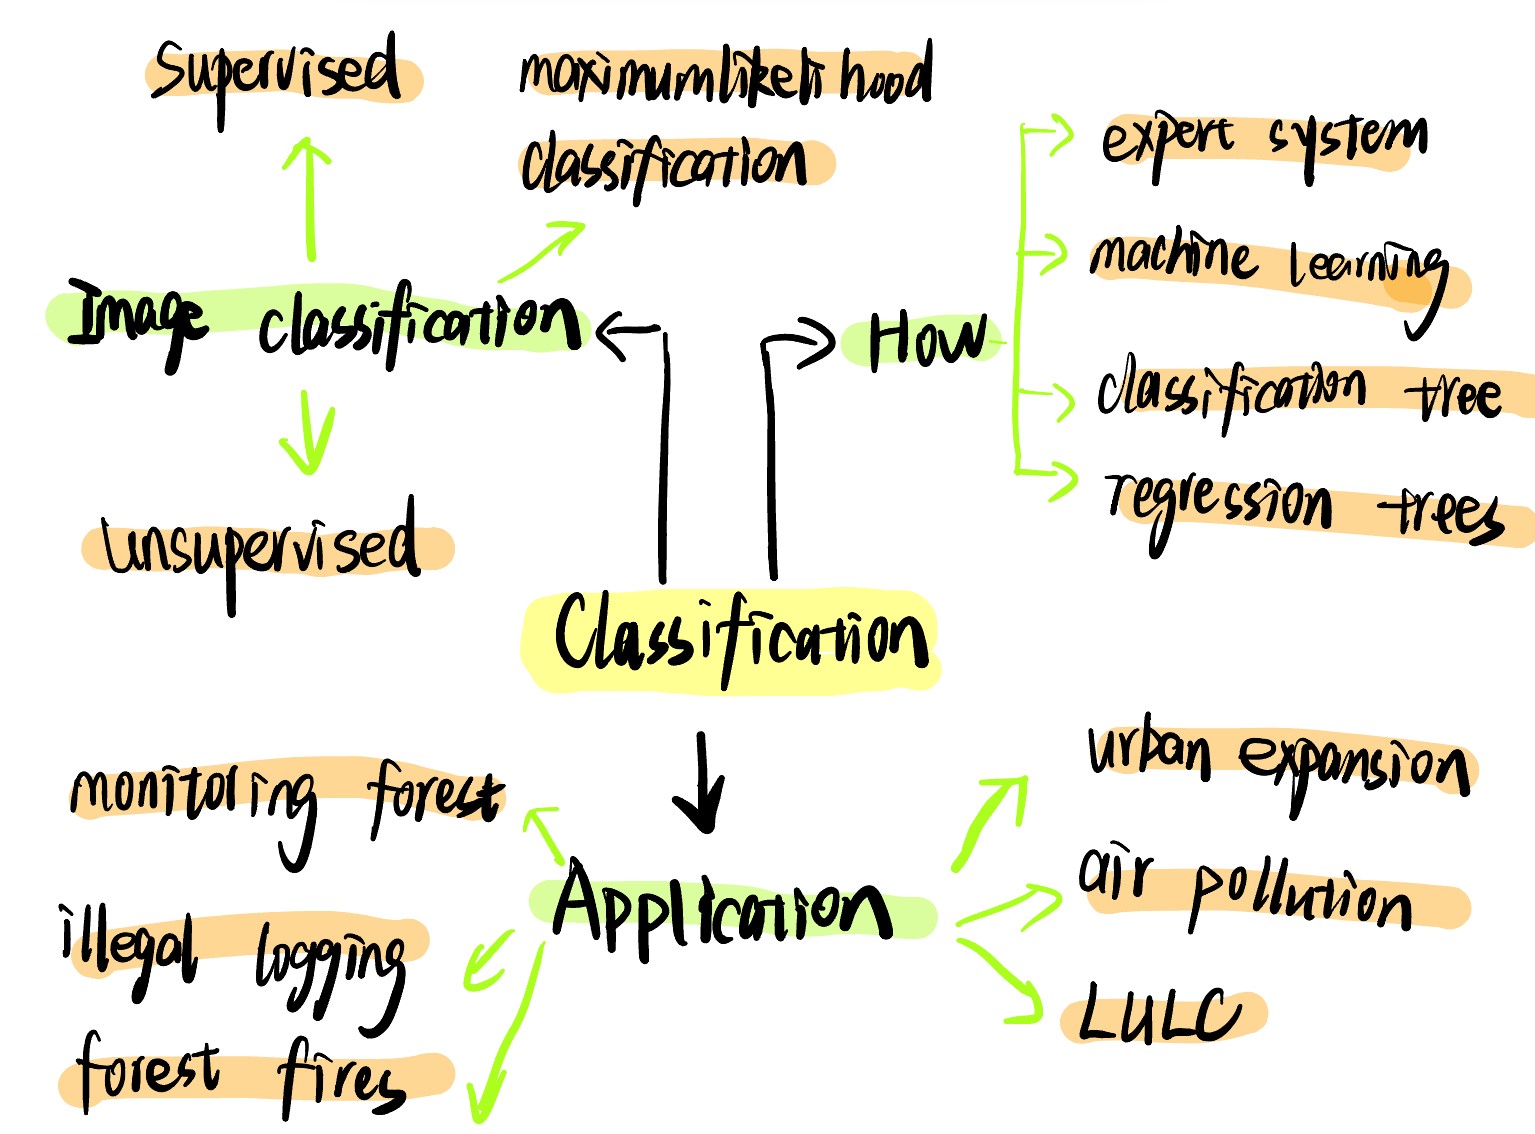 Supervised
maximumlikelihood
classification
Image classification
Unsupervised
How
expert system
machine learning
classification tree
regression trees
Classification
Application
monitoring forest
illegal logging
forest fires
urban expansion
air pollution
LULC